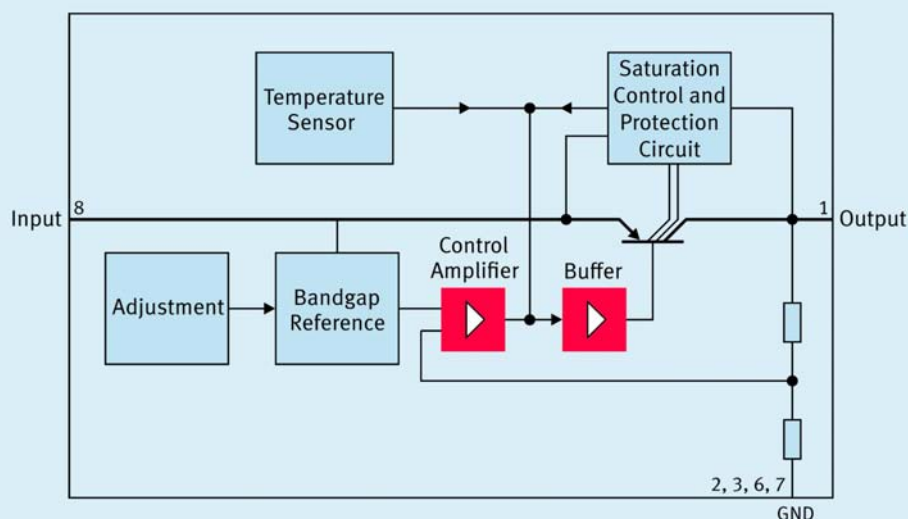 Temperature
Sensor
Saturation
Control and
Protection
Circuit
Input
8
1
Output
Control
Amplifier
Buffer
Adjustment
Bandgap
Reference
2, 3, 6, 7
GND